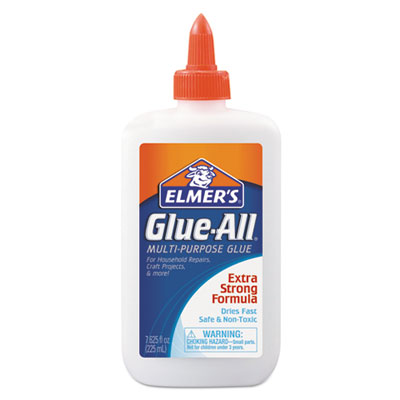 ELMER'S®
Glue-All®
MULTI-PURPOSE GLUE
For Household Repairs,
Craft Projects,
& more!
Extra
Strong
Formula
Dries Fast
Safe & Non-Toxic
7.625 fl oz
(225 mL)
WARNING:
CHOKING HAZARD—Small parts.
Not for children under 3 years.